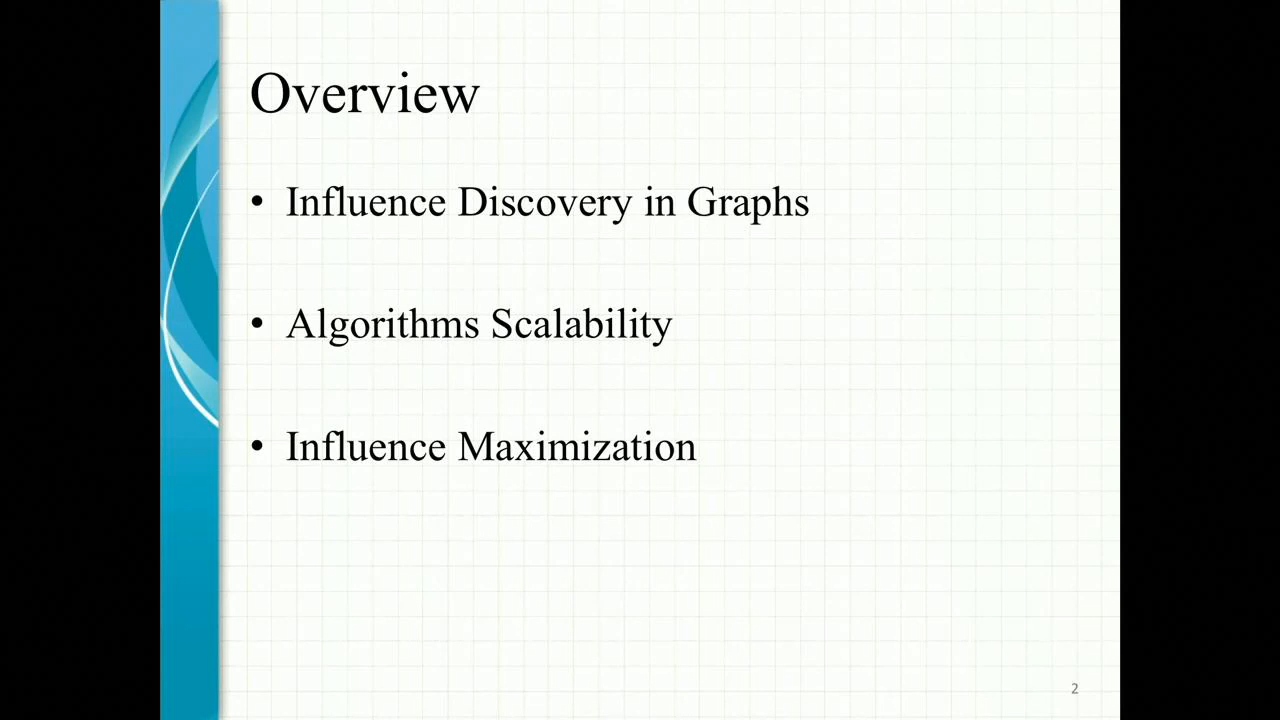 Overview
• Influence Discovery in Graphs
• Algorithms Scalability
• Influence Maximization
2